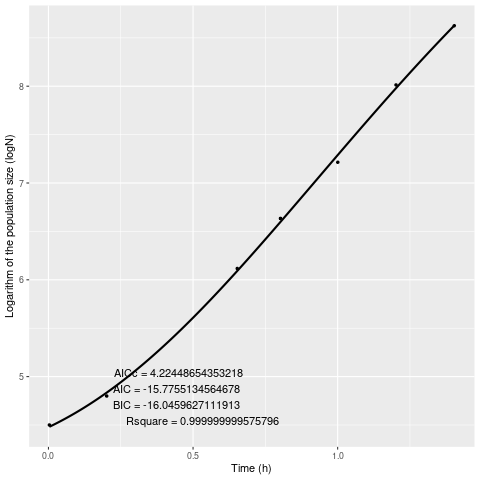 Logarithm of the population size (logN)
8
7
6
5
AICc = 4.22448654353218
AIC = -15.7755134564678
BIC = -16.0459627111913
Rsquare = 0.999999999575796
0.0
0.5
1.0
Time (h)